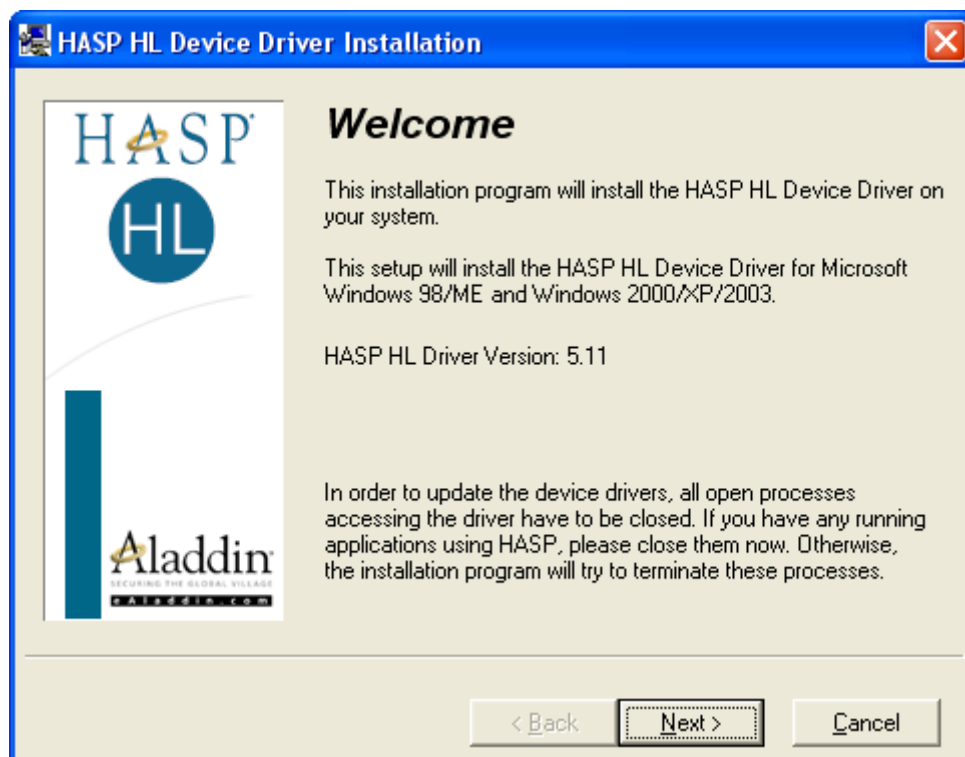 HASP HL Device Driver Installation
HASP
HL
Aladdin
SECURING THE GLOBAL VILLAGE
eAladdin.com
Welcome
This installation program will install the HASP HL Device Driver on
your system.
This setup will install the HASP HL Device Driver for Microsoft
Windows 98/ME and Windows 2000/XP/2003.
HASP HL Driver Version: 5.11
In order to update the device drivers, all open processes
accessing the driver have to be closed. If you have any running
applications using HASP, please close them now. Otherwise,
the installation program will try to terminate these processes.
< Back
Next >
Cancel